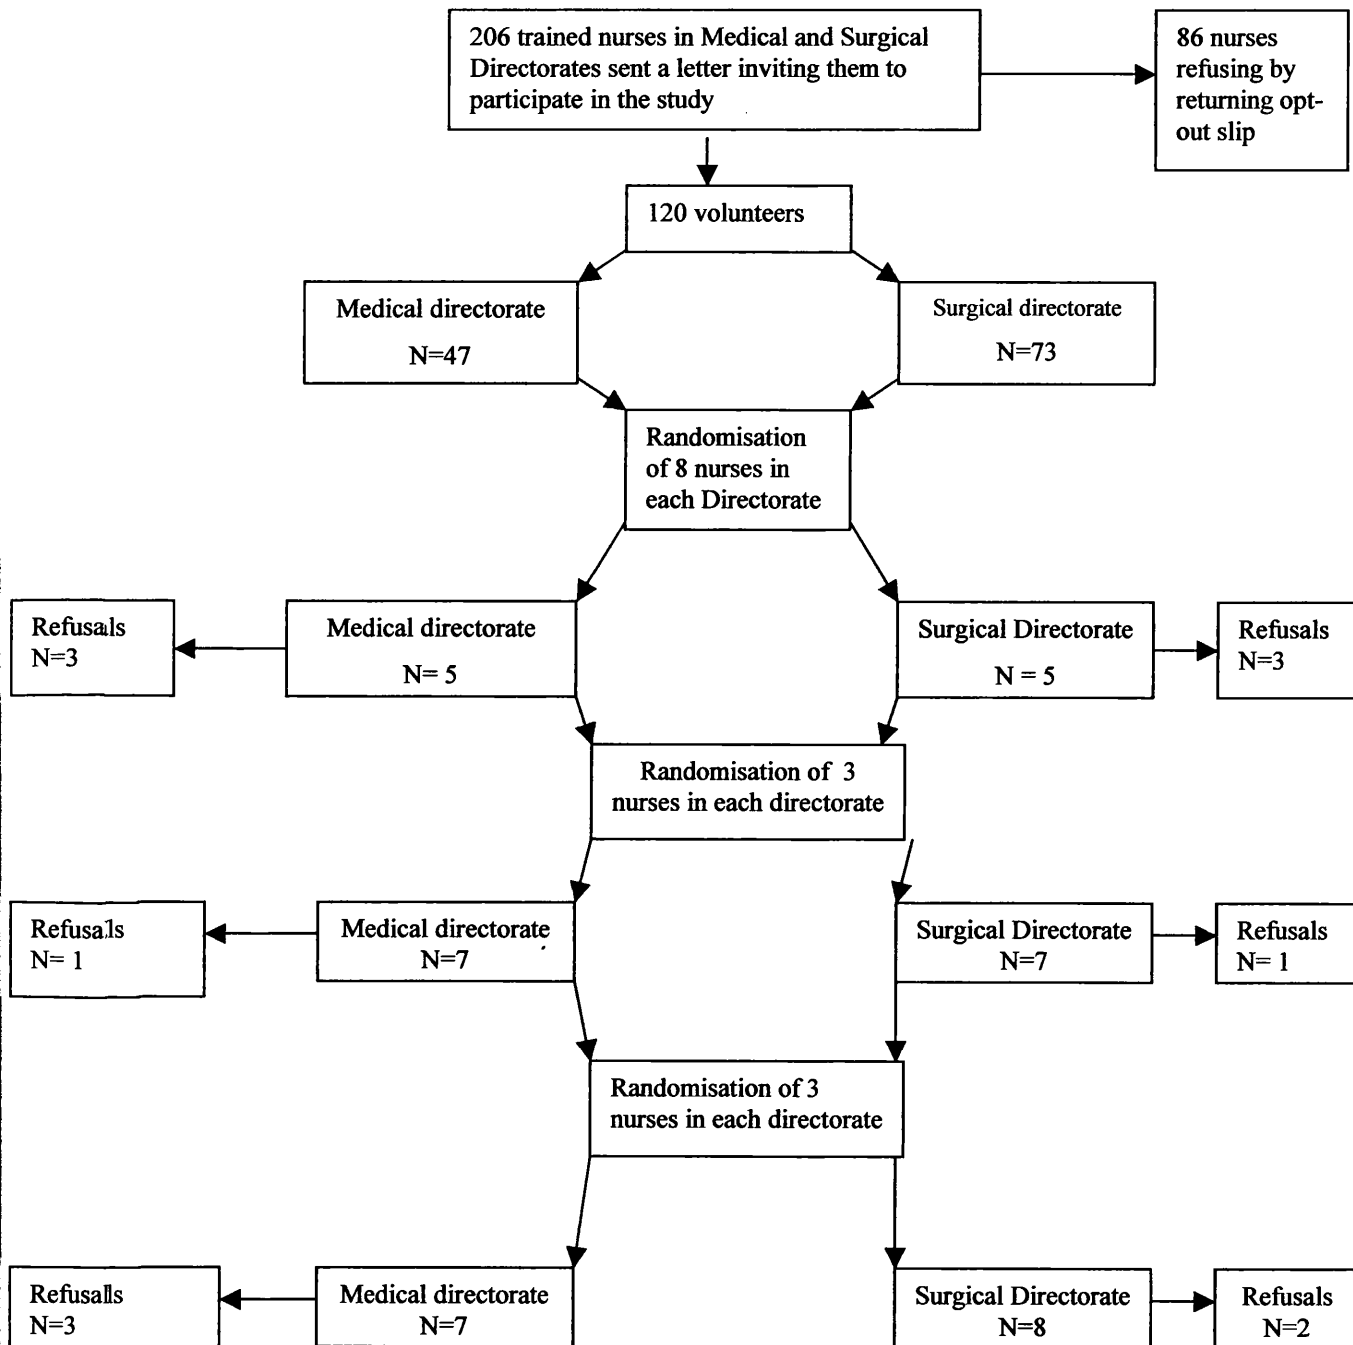 206 trained nurses in Medical and Surgical
Directorates sent a letter inviting them to
participate in the study
86 nurses
refusing by
returning opt-
out slip
120 volunteers
Medical directorate
N=47
Surgical directorate
N=73
Randomisation
of 8 nurses in
each Directorate
Refusals
N=3
Medical directorate
N= 5
Surgical Directorate
N = 5
Refusals
N=3
Randomisation of 3
nurses in each directorate
Refusals
N= 1
Medical directorate
N=7
Surgical Directorate
N=7
Refusals
N= 1
Randomisation of 3
nurses in each directorate
Refusals
N=3
Medical directorate
N=7
Surgical Directorate
N=8
Refusals
N=2